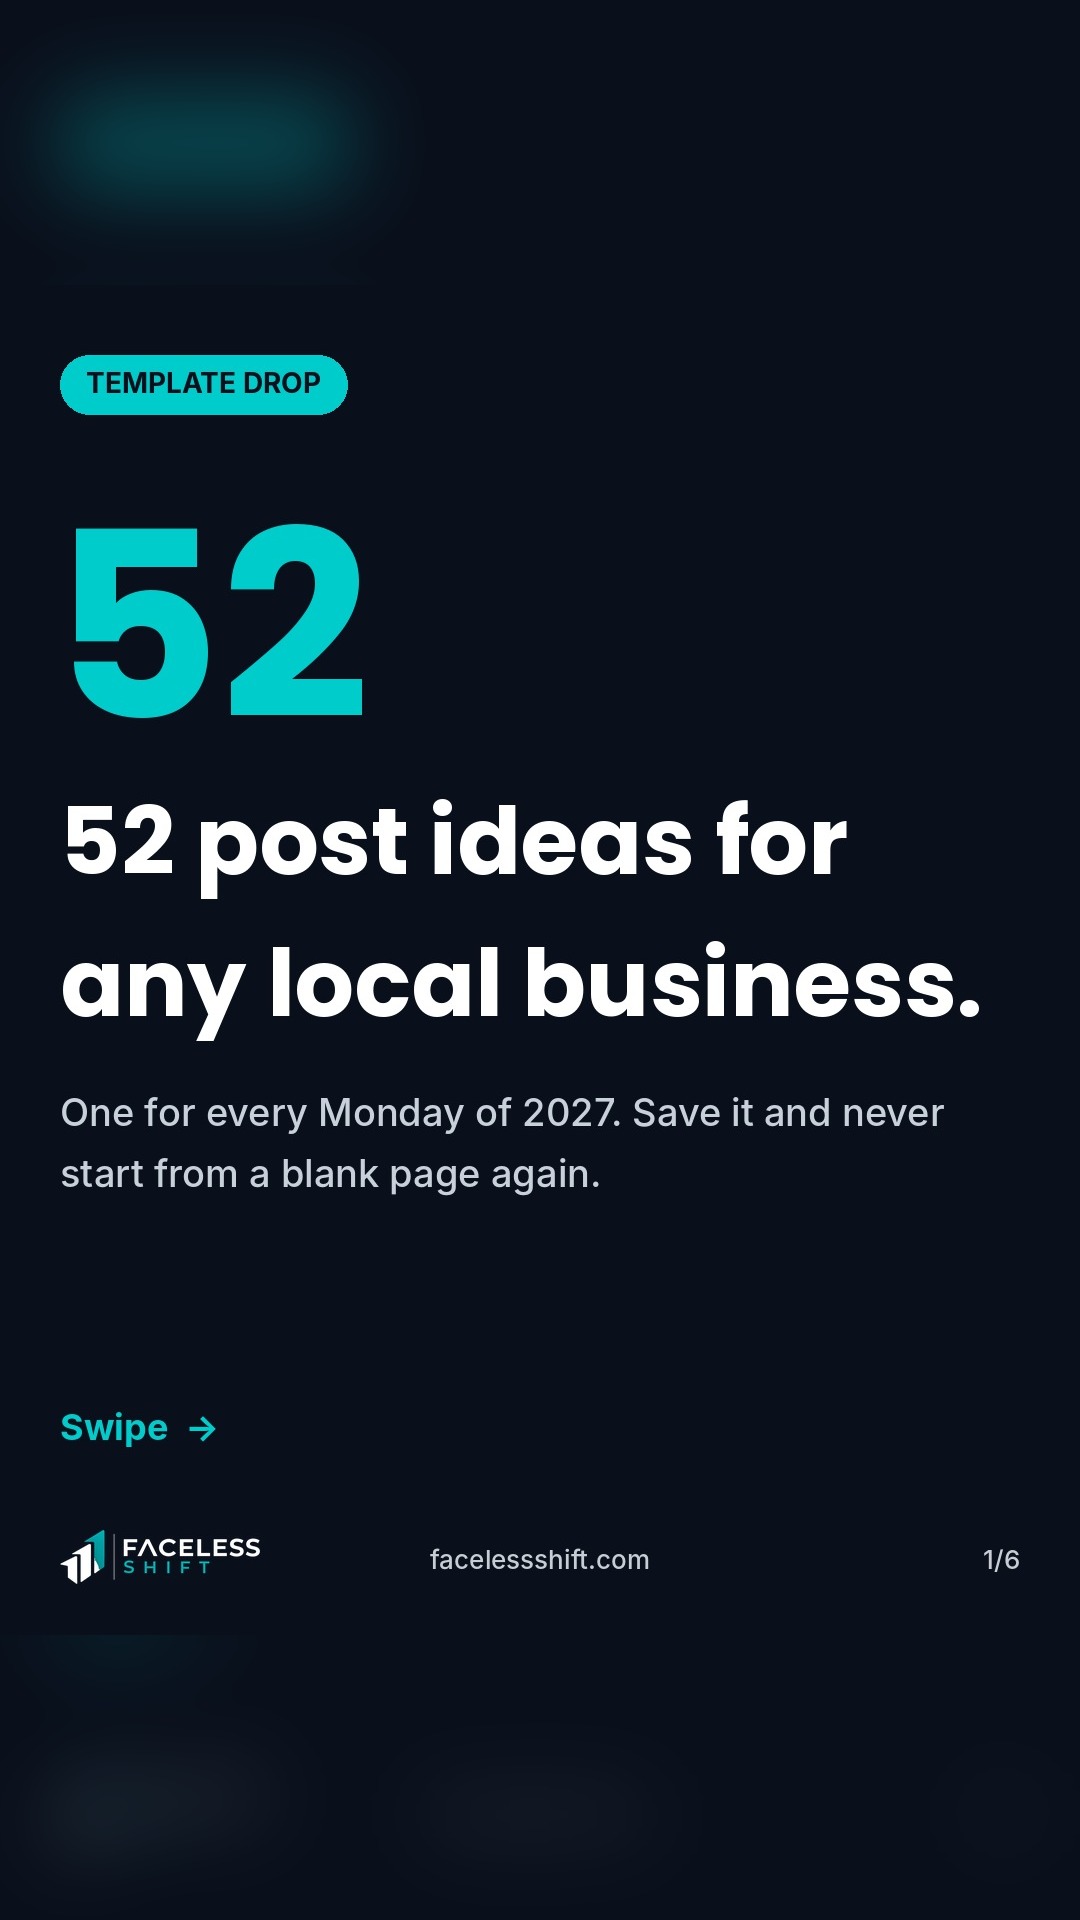 TEMPLATE DROP
52
52 post ideas for
any local business.
One for every Monday of 2027. Save it and never
start from a blank page again.
Swipe →
FACELESS
SHIFT
facelessshift.com
1/6